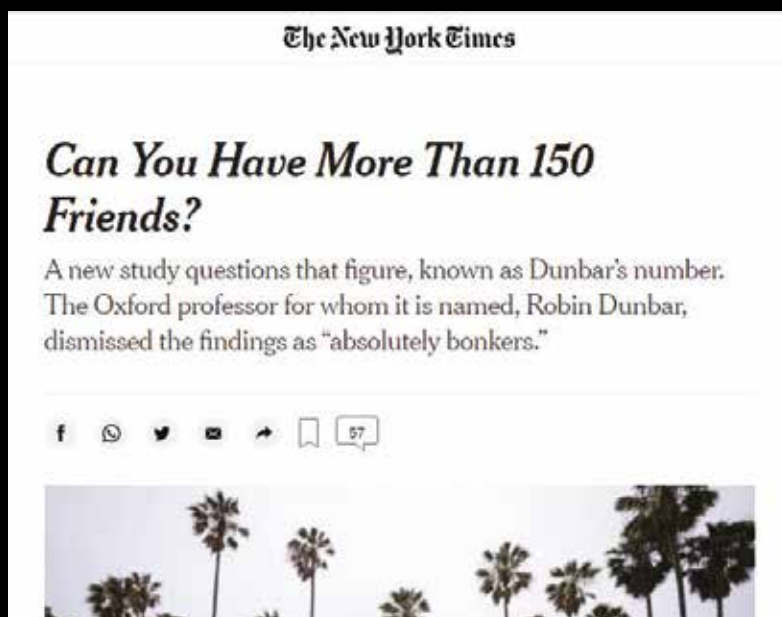 The New York Times
Can You Have More Than 150
Friends?
A new study questions that figure, known as Dunbar's number.
The Oxford professor for whom it is named, Robin Dunbar,
dismissed the findings as “absolutely bonkers.”
57